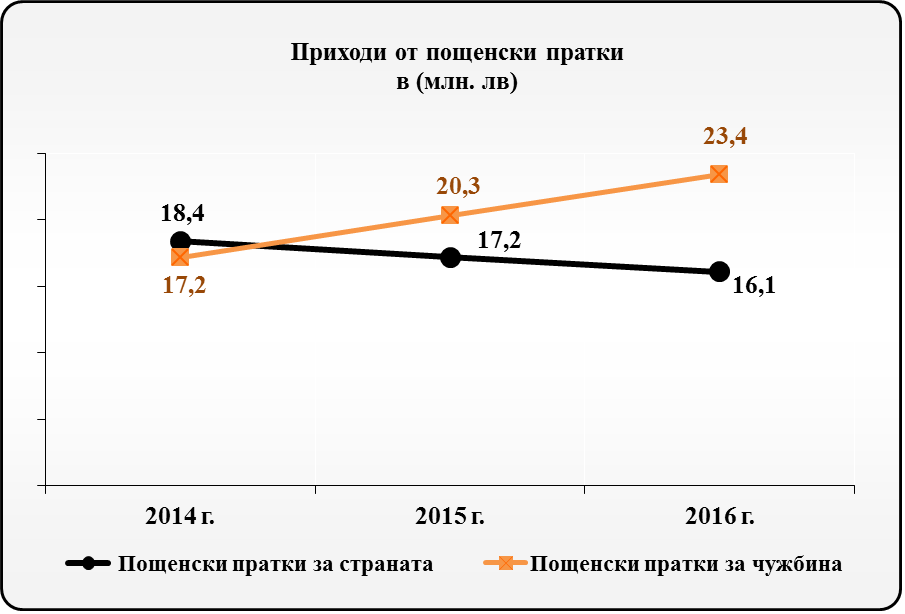 Приходи от пощенски пратки
в (млн. лв)
23,4
20,3
18,4
17,2
17,2
16,1
2014 г.
2015 г.
2016 г.
Пощенски пратки за страната
Пощенски пратки за чужбина